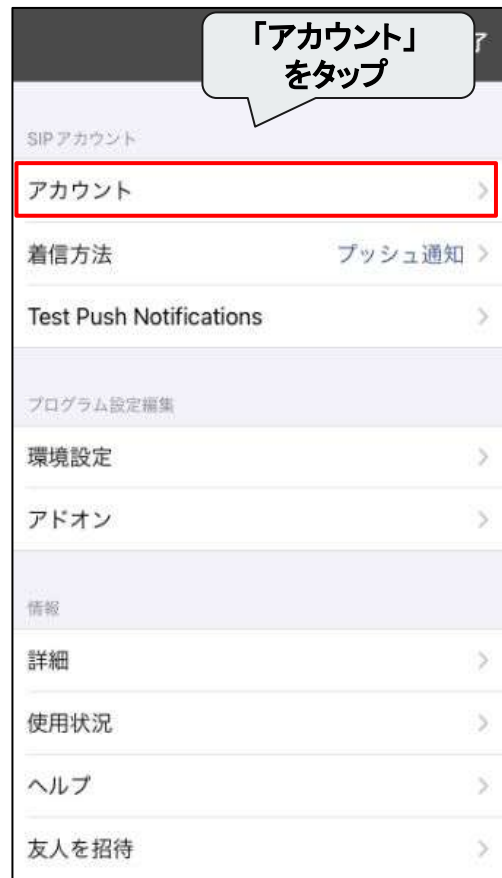 「アカウント」
をタップ
了
SIP アカウント
アカウント
着信方法 プッシュ通知
Test Push Notifications
プログラム設定編集
環境設定
アドオン
情報
詳細
使用状況
ヘルプ
友人を招待